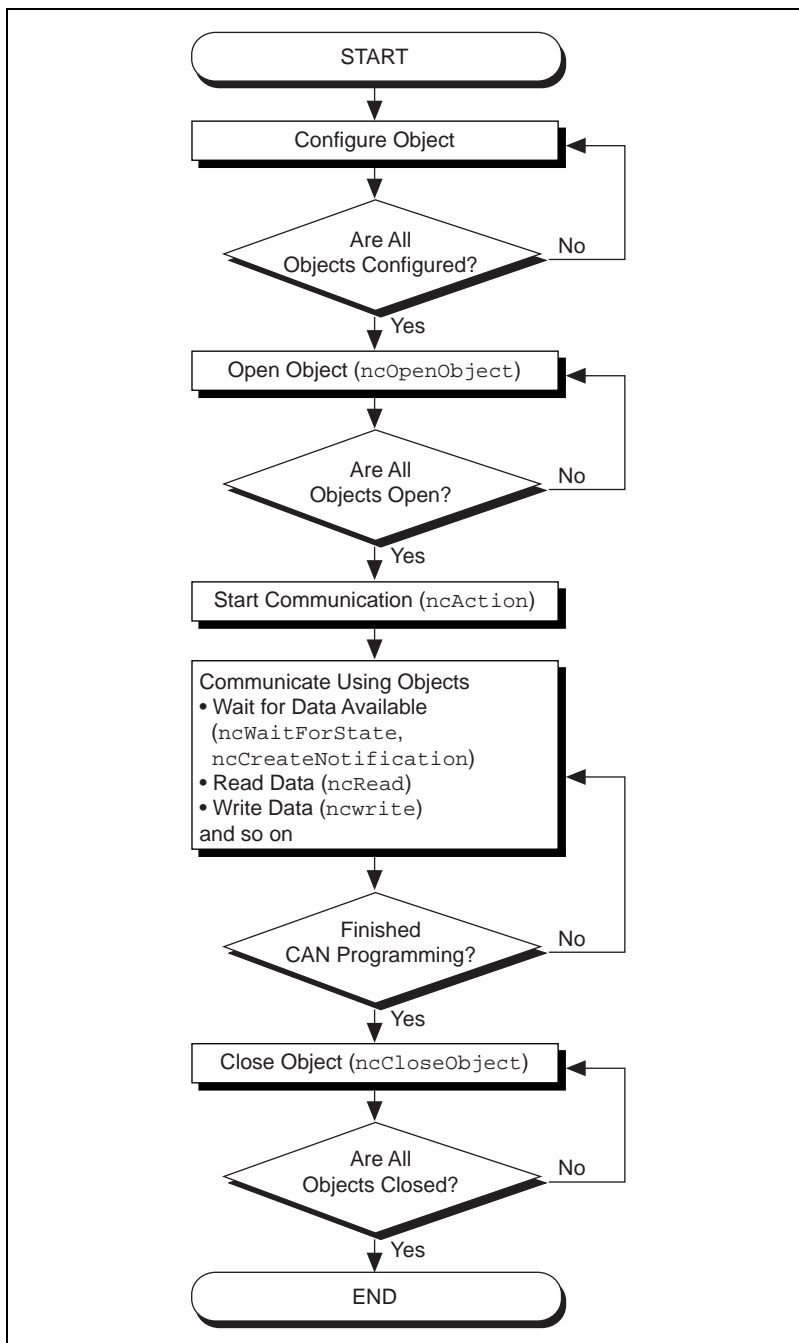 START
Configure Object
Are All
Objects Configured?
No
Yes
Open Object (ncOpenObject)
Are All
Objects Open?
No
Yes
Start Communication (ncAction)
Communicate Using Objects
• Wait for Data Available
(ncWaitForState,
ncCreateNotification)
• Read Data (ncRead)
• Write Data (ncwrite)
and so on
Finished
CAN Programming?
No
Yes
Close Object (ncCloseObject)
Are All
Objects Closed?
No
Yes
END